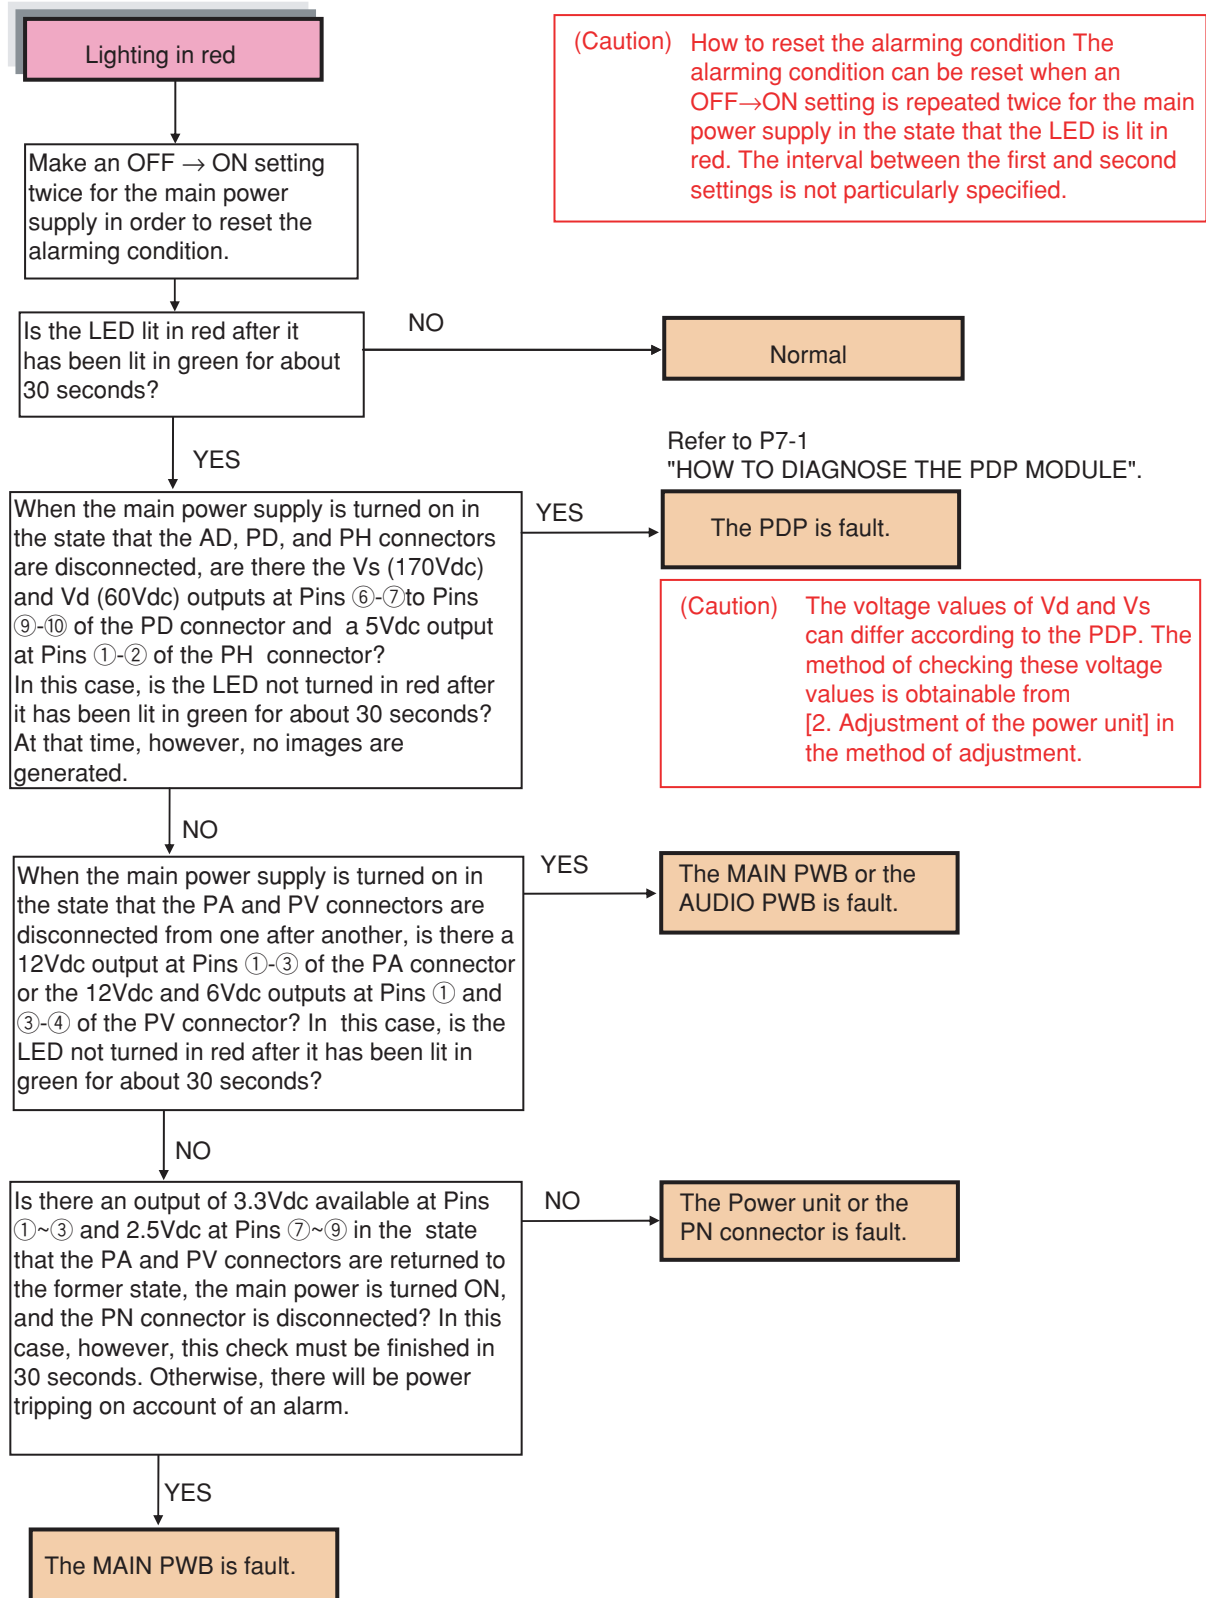 Lighting in red
(Caution) How to reset the alarming condition The
alarming condition can be reset when an
OFF→ON setting is repeated twice for the main
power supply in the state that the LED is lit in
red. The interval between the first and second
settings is not particularly specified.
Make an OFF → ON setting
twice for the main power
supply in order to reset the
alarming condition.
Is the LED lit in red after it
has been lit in green for about
30 seconds?
NO
Normal
YES
Refer to P7-1
"HOW TO DIAGNOSE THE PDP MODULE".
When the main power supply is turned on in
the state that the AD, PD, and PH connectors
are disconnected, are there the Vs (170Vdc)
and Vd (60Vdc) outputs at Pins ⑥-⑦to Pins
⑨-⑩ of the PD connector and a 5Vdc output
at Pins ①-② of the PH connector?
In this case, is the LED not turned in red after
it has been lit in green for about 30 seconds?
At that time, however, no images are
generated.
YES
The PDP is fault.
(Caution) The voltage values of Vd and Vs
can differ according to the PDP. The
method of checking these voltage
values is obtainable from
[2. Adjustment of the power unit] in
the method of adjustment.
NO
When the main power supply is turned on in
the state that the PA and PV connectors are
disconnected from one after another, is there a
12Vdc output at Pins ①-③ of the PA connector
or the 12Vdc and 6Vdc outputs at Pins ① and
③-④ of the PV connector? In this case, is the
LED not turned in red after it has been lit in
green for about 30 seconds?
YES
The MAIN PWB or the
AUDIO PWB is fault.
NO
Is there an output of 3.3Vdc available at Pins
①~③ and 2.5Vdc at Pins ⑦~⑨ in the state
that the PA and PV connectors are returned to
the former state, the main power is turned ON,
and the PN connector is disconnected? In this
case, however, this check must be finished in
30 seconds. Otherwise, there will be power
tripping on account of an alarm.
NO
The Power unit or the
PN connector is fault.
YES
The MAIN PWB is fault.